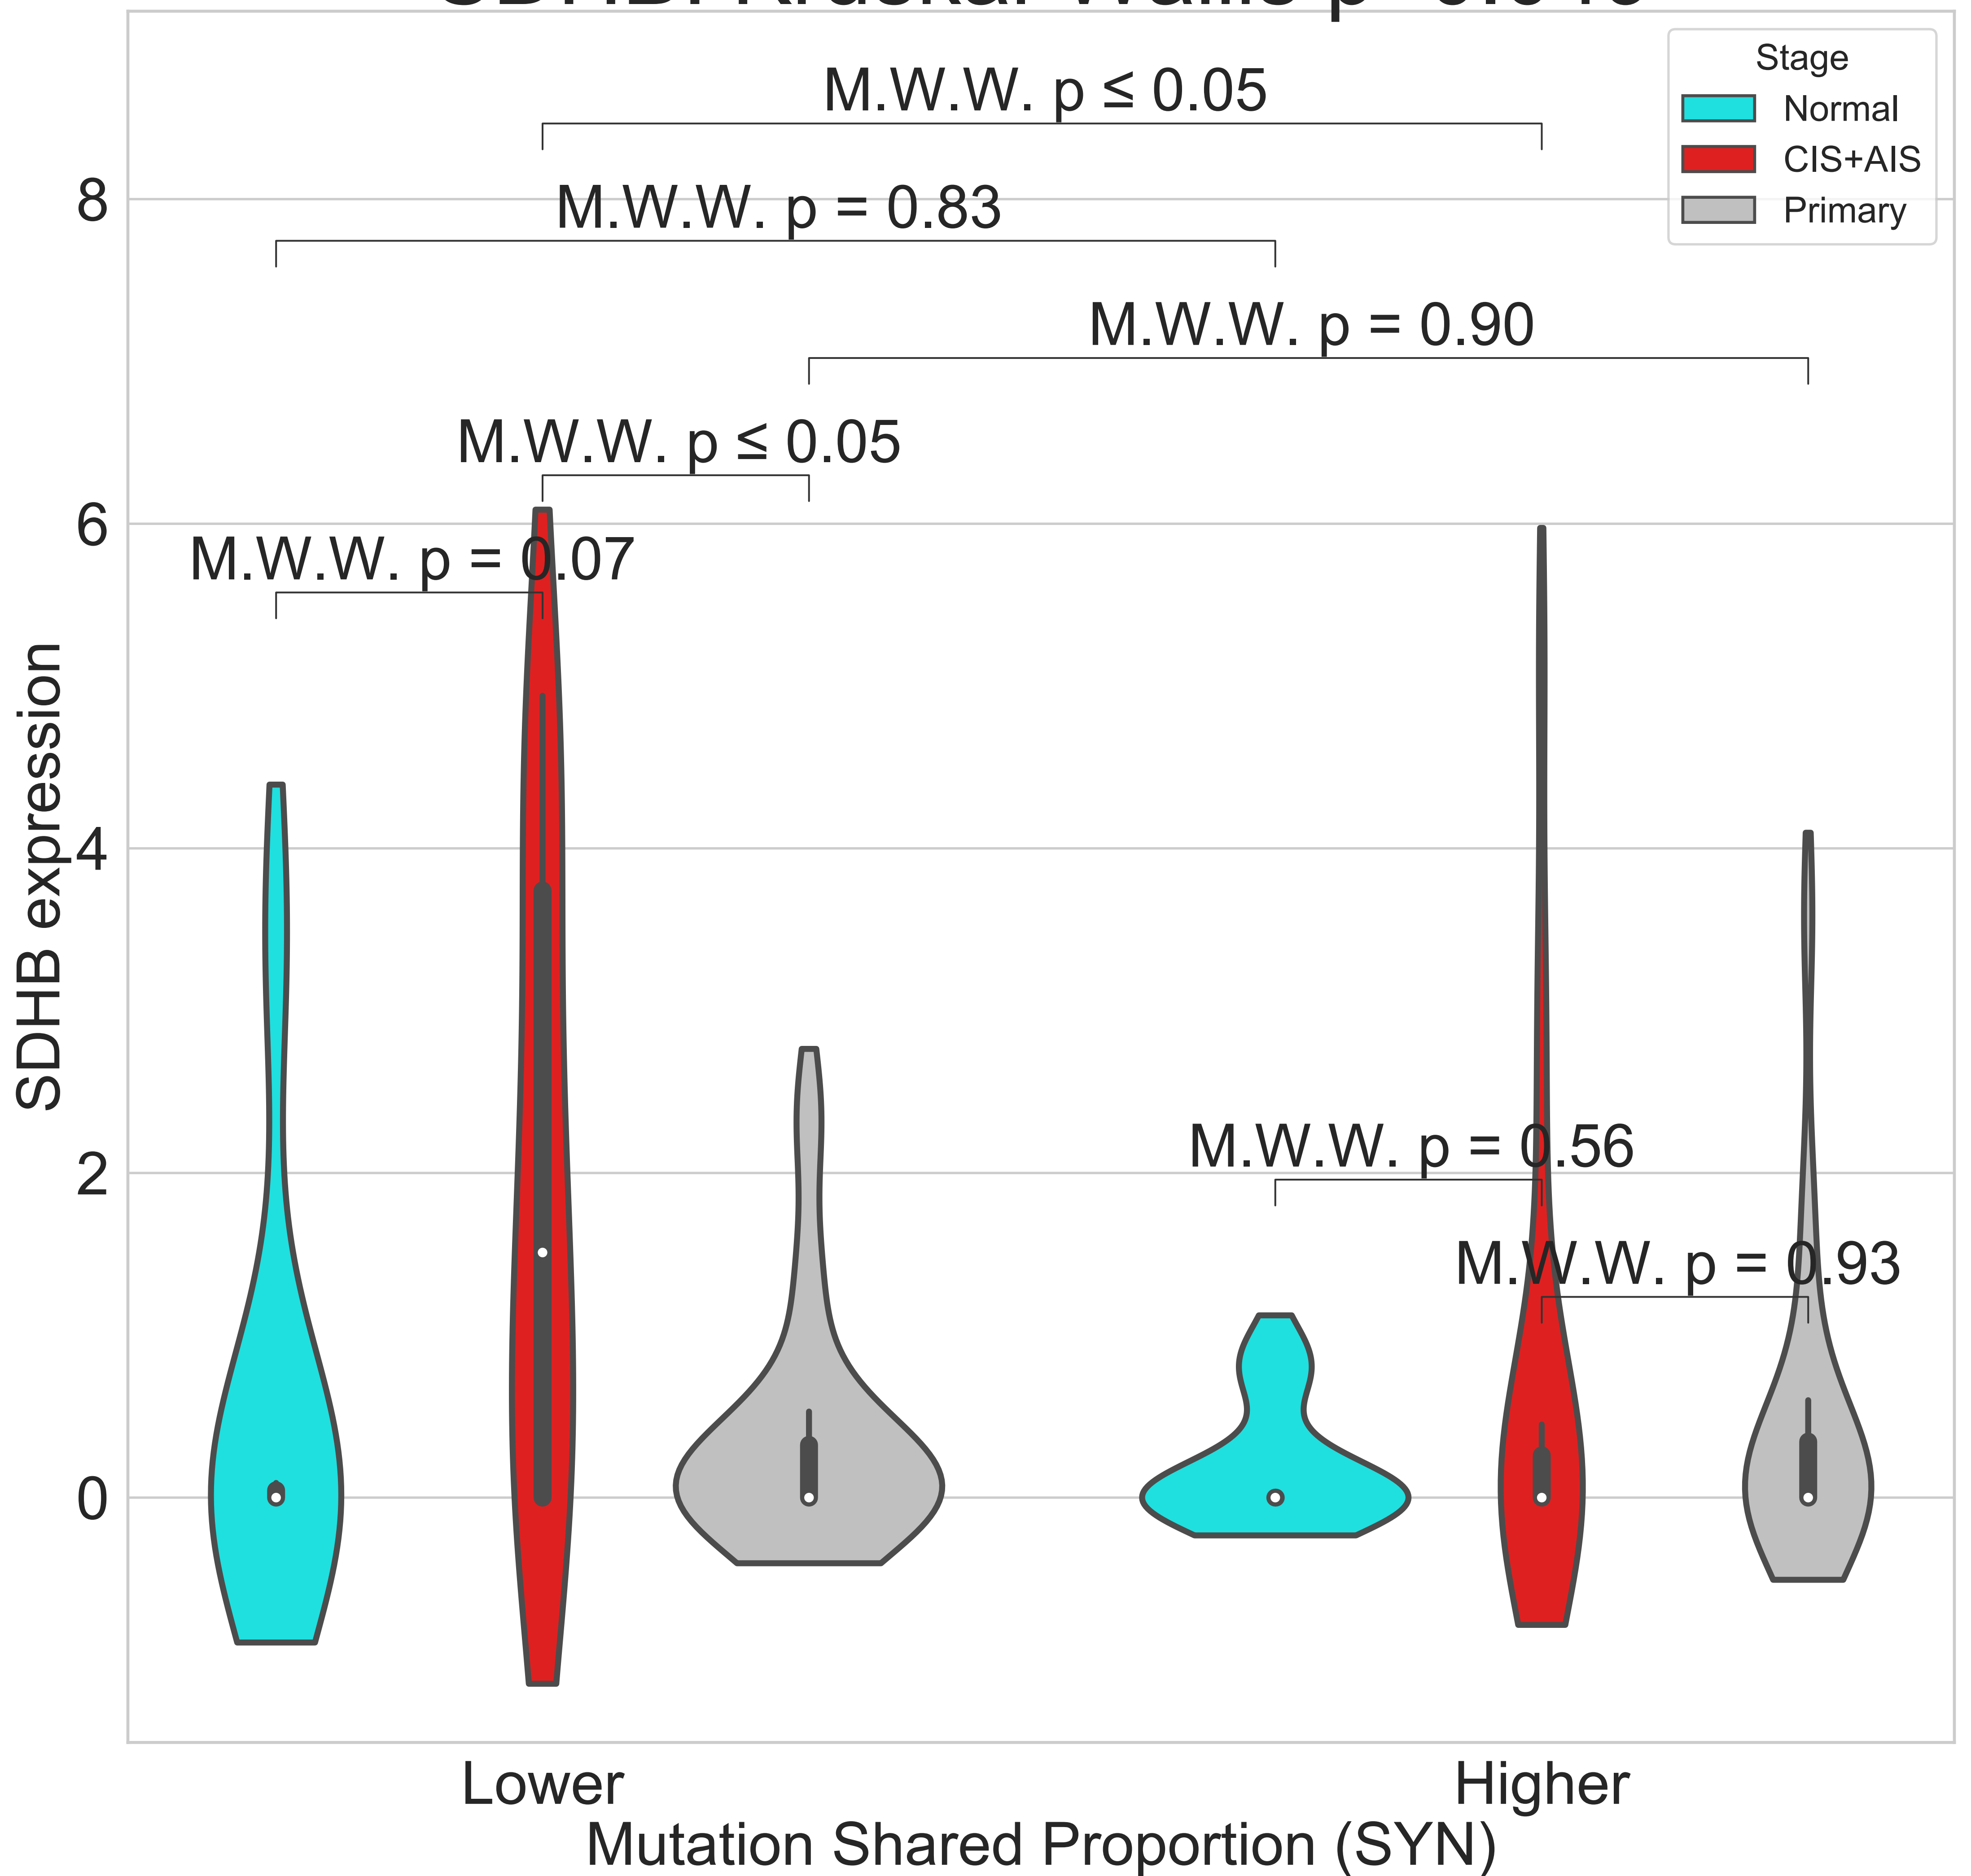 M.W.W. p ≤ 0.05
Stage
Normal
CIS+AIS
Primary
M.W.W. p = 0.83
M.W.W. p = 0.90
M.W.W. p ≤ 0.05
M.W.W. p = 0.07
M.W.W. p = 0.56
M.W.W. p = 0.93
8
6
4
2
0
SDHB expression
Lower
Higher
Mutation Shared Proportion (SYN)